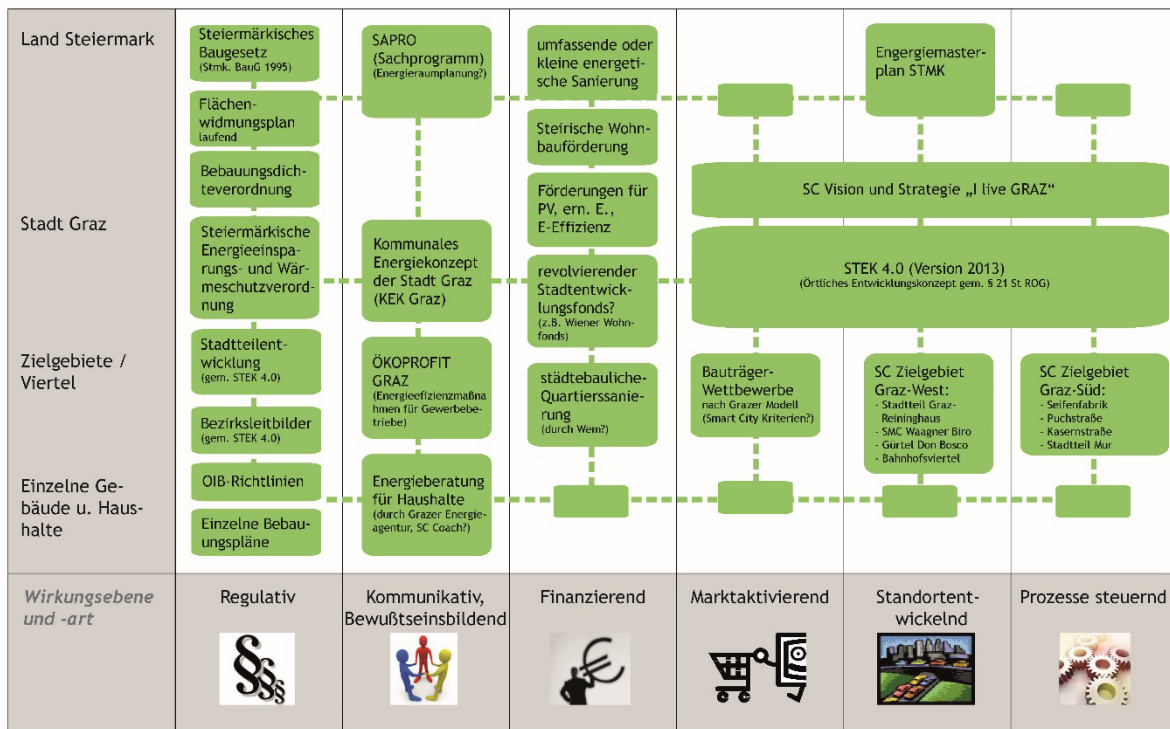 Land Steiermark
Steiermärkisches
Baugesetz
(Stmk. BauG 1995)
SAPRO
(Sachprogramm)
(Energieraumplanung?)
umfassende oder
kleine energeti-
sche Sanierung
Engergiemaster-
plan STMK
Flächen-
widmungsplan
laufend
Steirische Wohn-
bauförderung
Bebauungsdich-
teverordnung
Förderungen für
PV, ern. E.,
E-Effizienz
SC Vision und Strategie „I live GRAZ“
Stadt Graz
Steiermärkische
Energieeinspa-
rungs- und Wär-
meschutzverord-
nung
Kommunales
Energiekonzept
der Stadt Graz
(KEK Graz)
revolvierender
Stadtentwick-
lungsfonds?
(z.B. Wiener Wohn-
fonds)
STEK 4.0 (Version 2013)
(Örtliches Entwicklungskonzept gem. § 21 St ROG)
Zielgebiete /
Viertel
Stadtteilent-
wicklung
(gem. STEK 4.0)
ÖKOPROFIT
GRAZ
(Energieefizienzmaßna-
hmen für Gewerbebe-
triebe)
städtebauliche-
Quartierssanie-
rung
(durch Wem?)
Bauträger-
Wettbewerbe
nach Grazer Modell
(Smart City Kriterien?)
SC Zielgebiet
Graz-West:
- Stadtteil Graz-
Reininghaus
- SMC Waagner Biro
- Gürtel Don Bosco
- Bahnhofsviertel
SC Zielgebiet
Graz-Süd:
- Seifenfabrik
- Puchstraße
- Kasernstraße
- Stadtteil Mur
Bezirksleitbilder
(gem. STEK 4.0)
Einzelne Ge-
bäude u. Haus-
halte
OIB-Richtlinien
Energieberatung
für Haushalte
(durch Grazer Energie-
agentur, SC Coach?)
Einzelne Bebau-
ungspläne
Wirkungsebene
und -art
Regulativ
Kommunikativ,
Bewußtseinsbildend
Finanzierend
Marktaktivierend
Standortent-
wickelnd
Prozesse steuernd